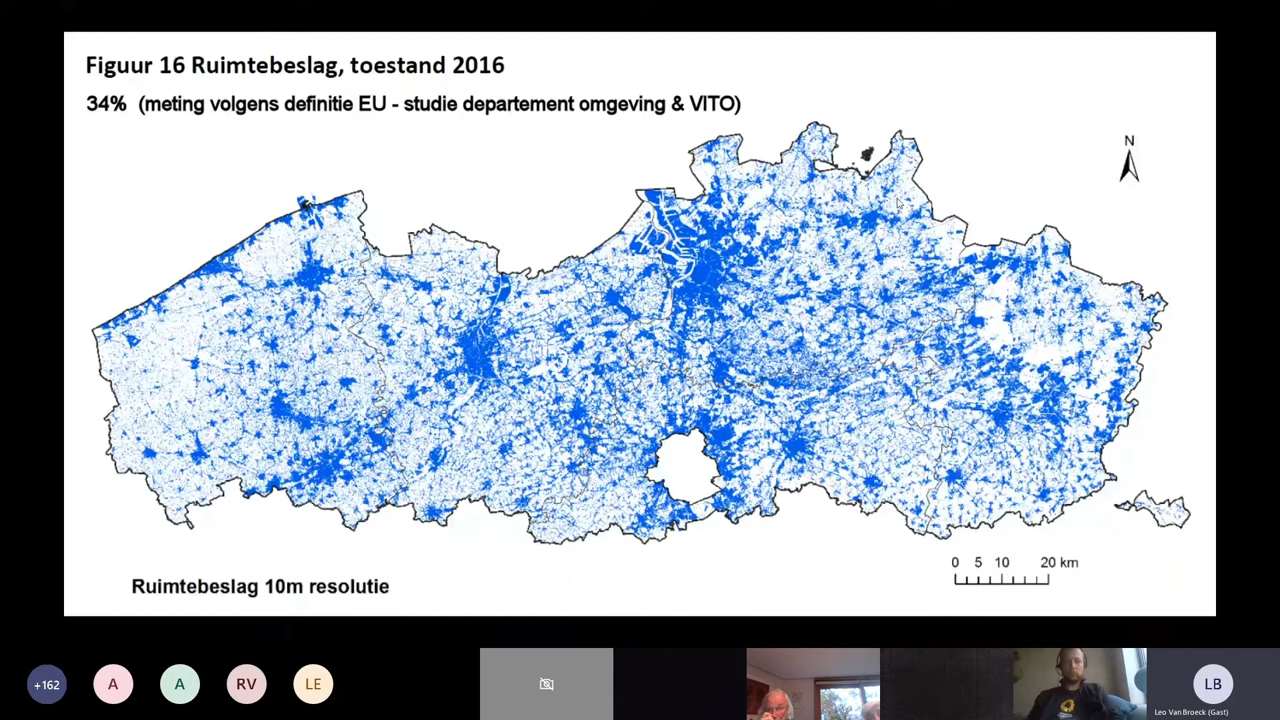 Figuur 16 Ruimtebeslag, toestand 2016
34% (meting volgens definitie EU - studie departement omgeving & VITO)
N
0 5 10 20 km
Ruimtebeslag 10m resolutie
+162
A
A
RV
LE
LB
Leo Van Broeck (Gast)